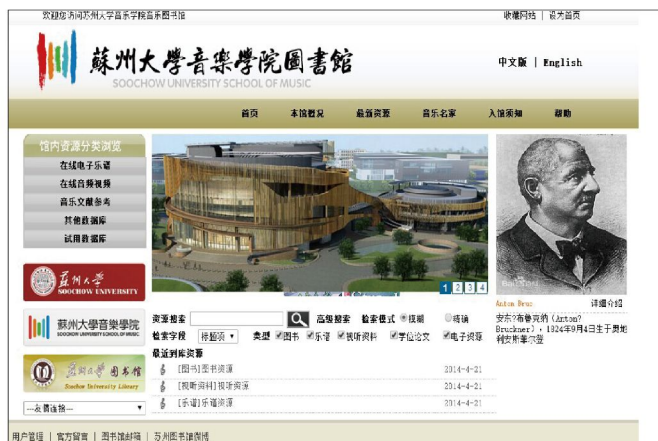 欢迎您访问苏州大学音乐学院音乐图书馆
收藏网站 | 设为首页
蘇州大學音樂學院圖書館
SOOCHOW UNIVERSITY SCHOOL OF MUSIC
中文版 | English
首页 本馆概况 最新资源 音乐名家 入馆须知 帮助
馆内资源分类浏览
在线电子乐谱
在线音频视频
音乐文献参考
其他数据库
试用数据库
1 2 3 4
蘇州大學
SOOCHOW UNIVERSITY
蘇州大學音樂學院
SOOCHOW UNIVERSITY SCHOOL OF MUSIC
蘇州大學 图书馆
Soochow University Library
---友情连接---
资源搜索 高级搜索 检索模式 模糊 精确
检索字段 标题项 类型 图书 乐谱 视听资料 学位论文 电子资源
最近到库资源
[图书]图书资源 2014-4-21
[视听资料]视听资源 2014-4-21
[乐谱]乐谱资源 2014-4-21
Anton Bruc 详细介绍
安东?布鲁克纳 (Anton?
Bruckner)，1824年9月4日生于奥地
利安斯菲尔登
用户管理 | 官方留言 | 图书馆邮箱 | 苏州图书馆微博